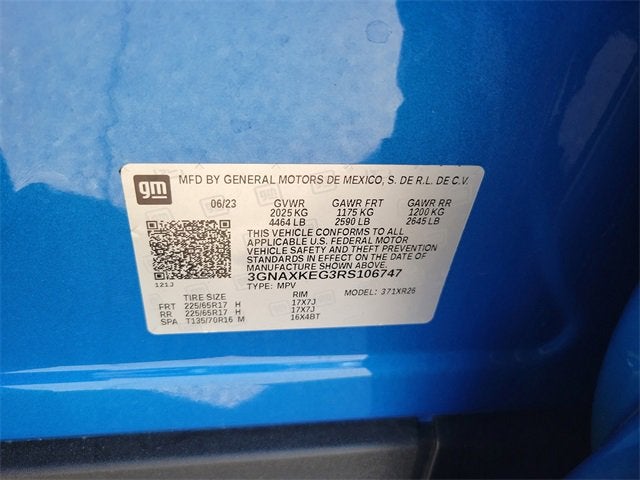 gm
MFD BY GENERAL MOTORS DE MEXICO, S. DE R.L. DE C.V.
06/23 GVWR GAWR FRT GAWR RR
2025 KG 1175 KG 1200 KG
4464 LB 2590 LB 2645 LB
THIS VEHICLE CONFORMS TO ALL
APPLICABLE U.S. FEDERAL MOTOR
VEHICLE SAFETY AND THEFT PREVENTION
STANDARDS IN EFFECT ON THE DATE OF
MANUFACTURE SHOWN ABOVE.
3GNAXKEG3RS106747
121J
TYPE: MPV MODEL: 371XR26
TIRE SIZE RIM
FRT 225/65R17 H 17X7J
RR 225/65R17 H 17X7J
SPA T135/70R16 M 16X4BT